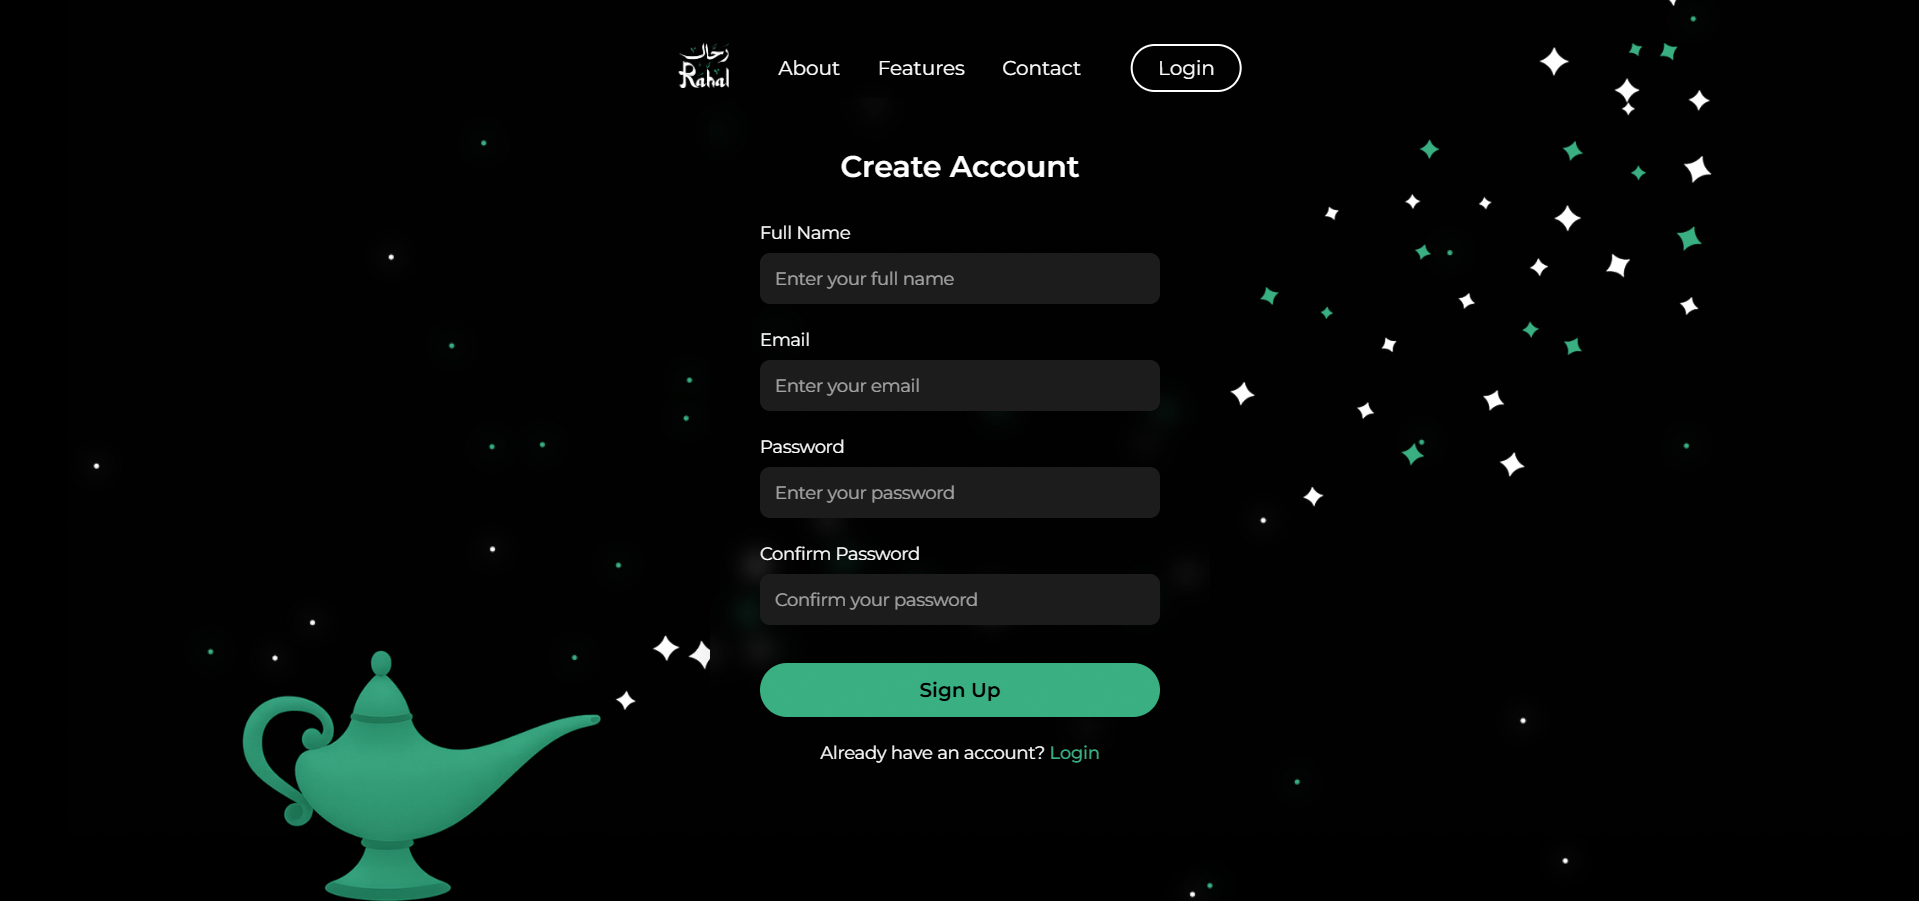 رحال
Rahal
About
Features
Contact
Login
Create Account
Full Name
Enter your full name
Email
Enter your email
Password
Enter your password
Confirm Password
Confirm your password
Sign Up
Already have an account? Login